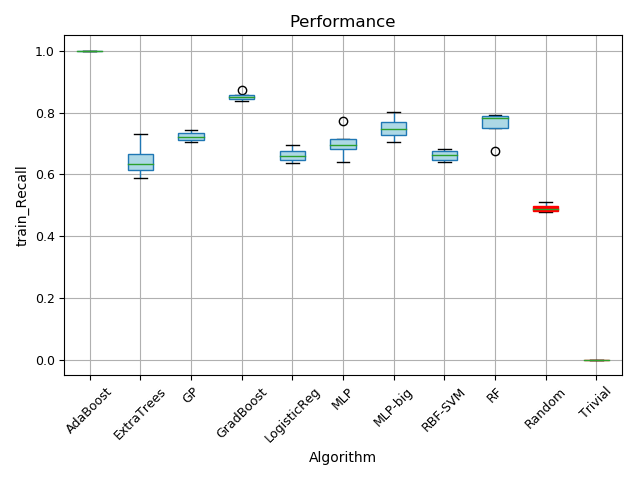 Performance
train_Recall
1.0
0.8
0.6
0.4
0.2
0.0
AdaBoost
ExtraTrees
GP
GradBoost
LogisticReg
MLP
MLP-big
RBF-SVM
RF
Random
Trivial
Algorithm